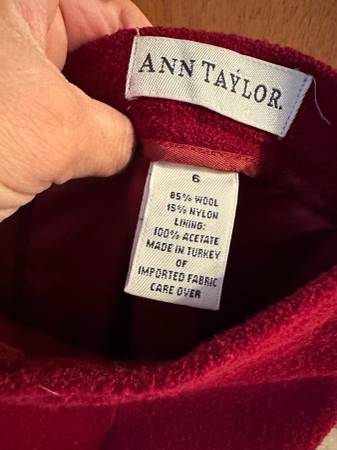 ANN TAYLOR.
6
85% WOOL
15% NYLON
LINING:
100% ACETATE
MADE IN TURKEY
OF
IMPORTED FABRIC
CARE OVER